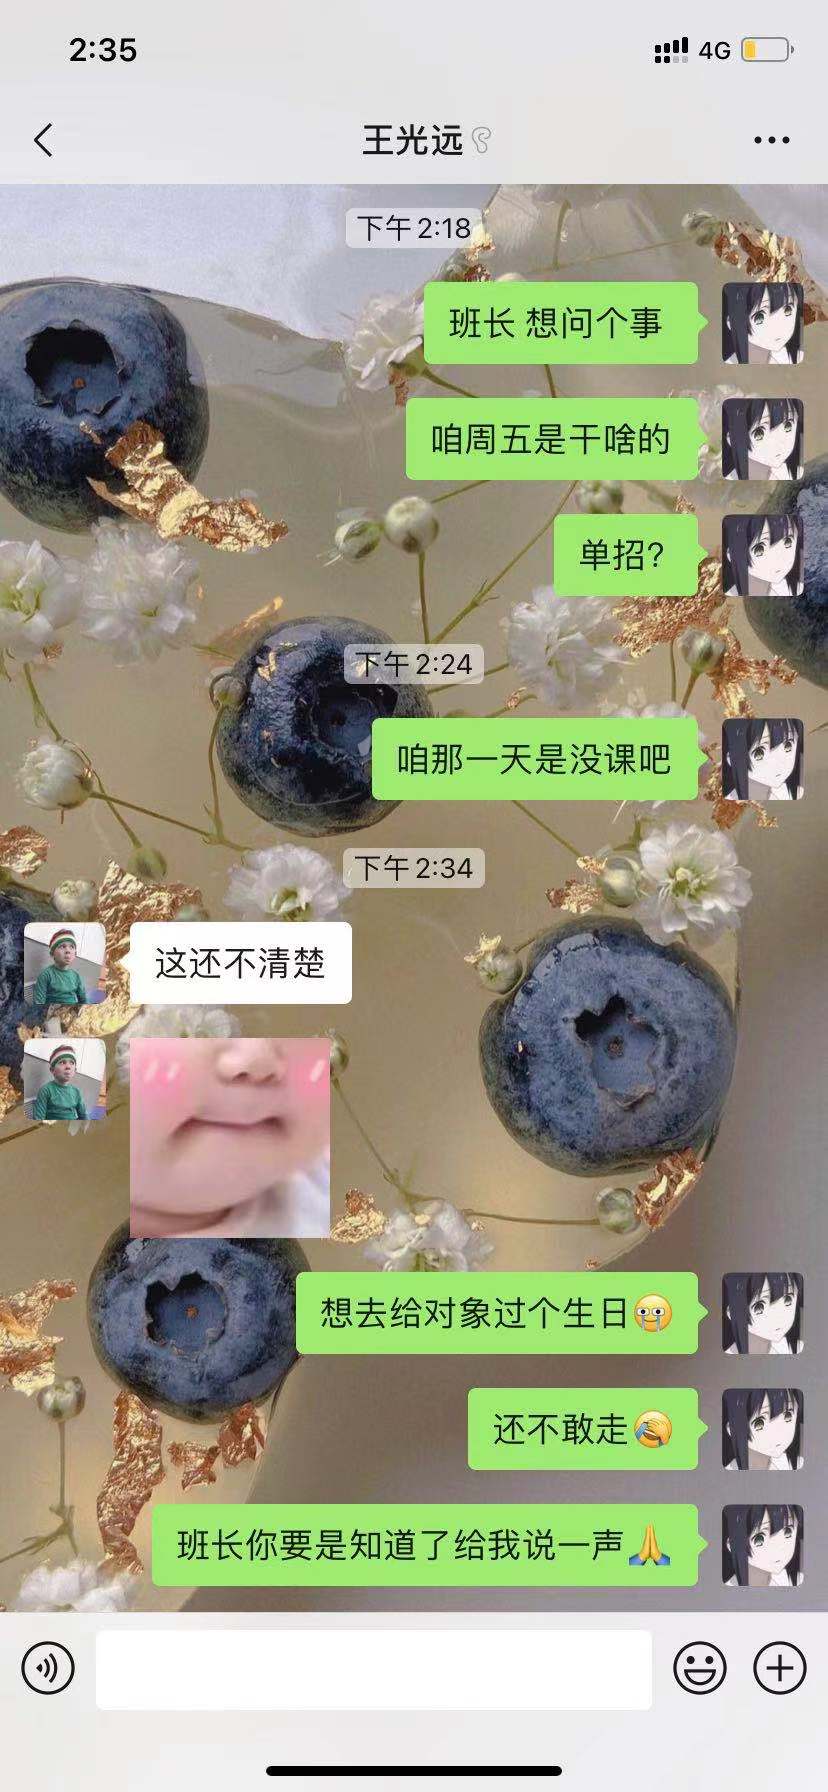 2:35
4G
王光远
下午2:18
班长 想问个事
咱周五是干啥的
单招?
下午2:24
咱那一天是没课吧
下午2:34
这还不清楚
想去给对象过个生日😭
还不敢走🤣
班长你要是知道了给我说一声🙏